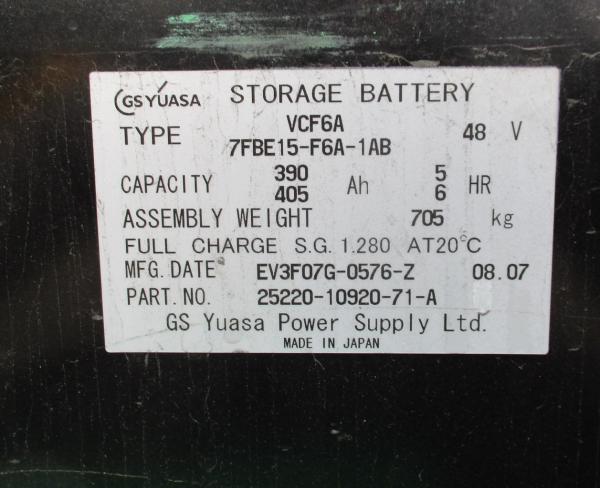 GS YUASA STORAGE BATTERY
TYPE VCF6A 48 V
7FBE15-F6A-1AB
CAPACITY 390 Ah 5 HR
405 6
ASSEMBLY WEIGHT 705 kg
FULL CHARGE S.G. 1.280 AT20°C
MFG. DATE EV3F07G-0576-Z 08.07
PART. NO. 25220-10920-71-A
GS Yuasa Power Supply Ltd.
MADE IN JAPAN